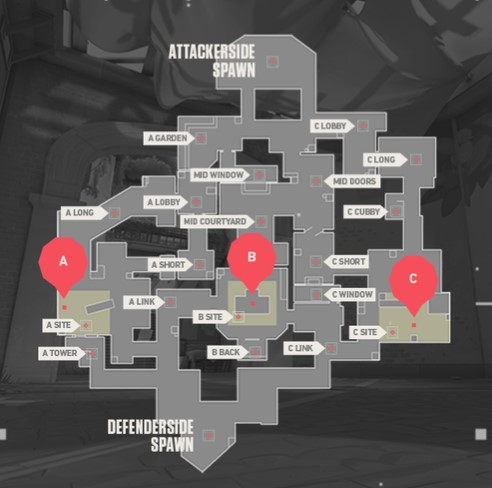 ATTACKERSIDE
SPAWN
C LOBBY
A GARDEN
C LONG
MID WINDOW
MID DOORS
A LOBBY
A LONG
C CUBBY
MID COURTYARD
A
B
C
A SHORT
C SHORT
A LINK
C WINDOW
B SITE
A SITE
C SITE
A TOWER
B BACK
C LINK
DEFENDERSIDE
SPAWN